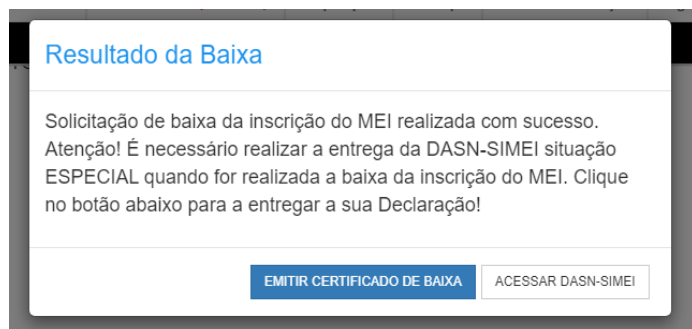 Resultado da Baixa
Solicitação de baixa da inscrição do MEI realizada com sucesso.
Atenção! É necessário realizar a entrega da DASN-SIMEI situação
ESPECIAL quando for realizada a baixa da inscrição do MEI. Clique
no botão abaixo para a entregar a sua Declaração!
EMITIR CERTIFICADO DE BAIXA ACESSAR DASN-SIMEI